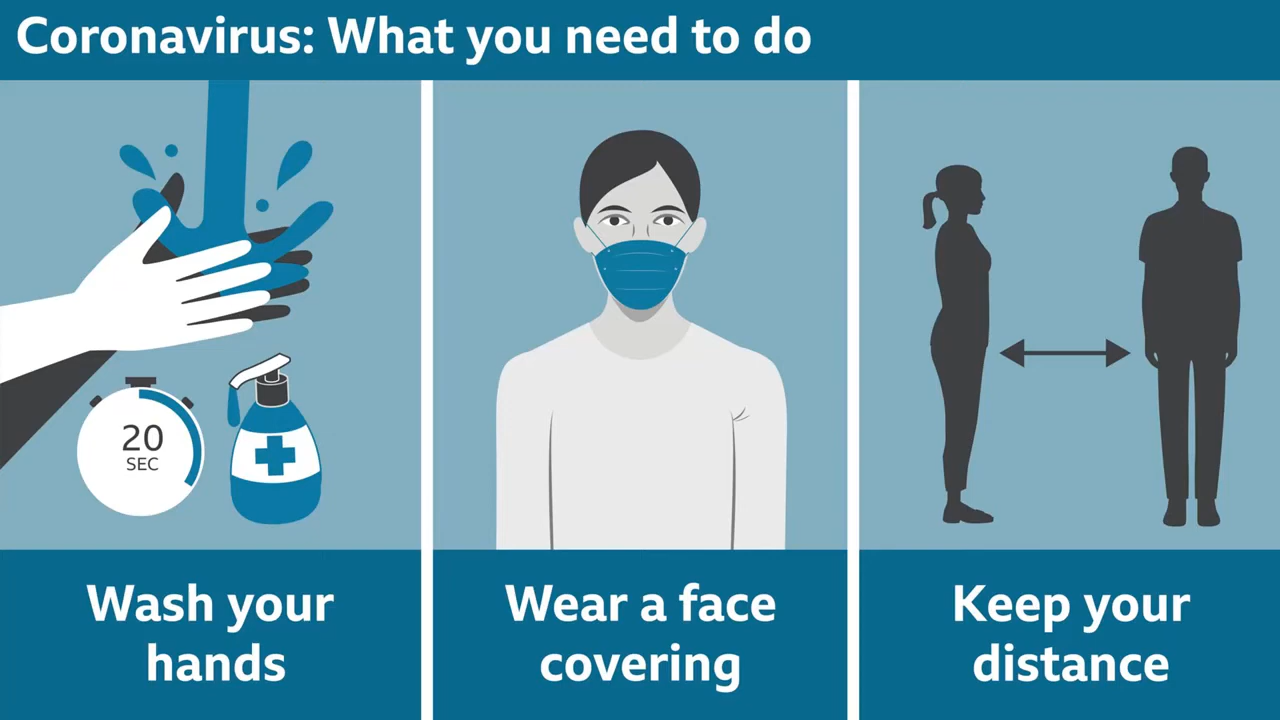 Coronavirus: What you need to do
20
SEC
Wash your
hands
Wear a face
covering
Keep your
distance